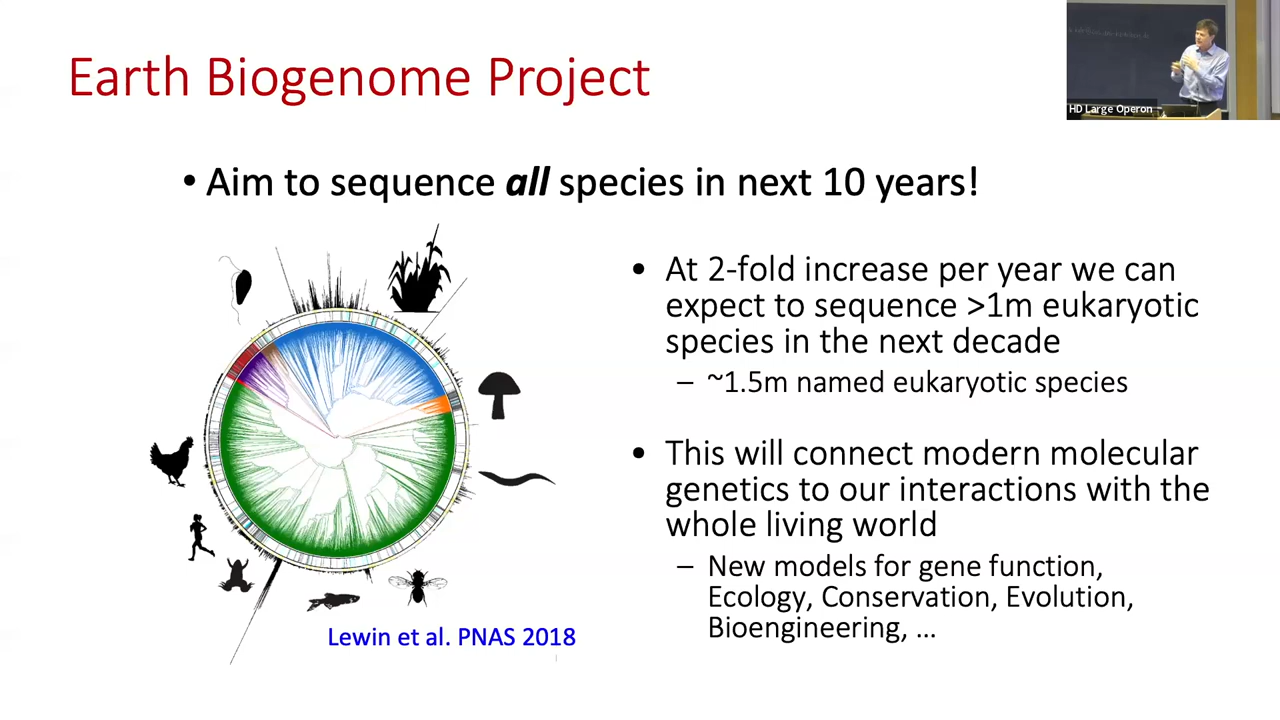 Earth Biogenome Project
HD Large Operon
• Aim to sequence all species in next 10 years!
• At 2-fold increase per year we can
expect to sequence >1m eukaryotic
species in the next decade
– ~1.5m named eukaryotic species
• This will connect modern molecular
genetics to our interactions with the
whole living world
– New models for gene function,
Ecology, Conservation, Evolution,
Bioengineering, ...
Lewin et al. PNAS 2018